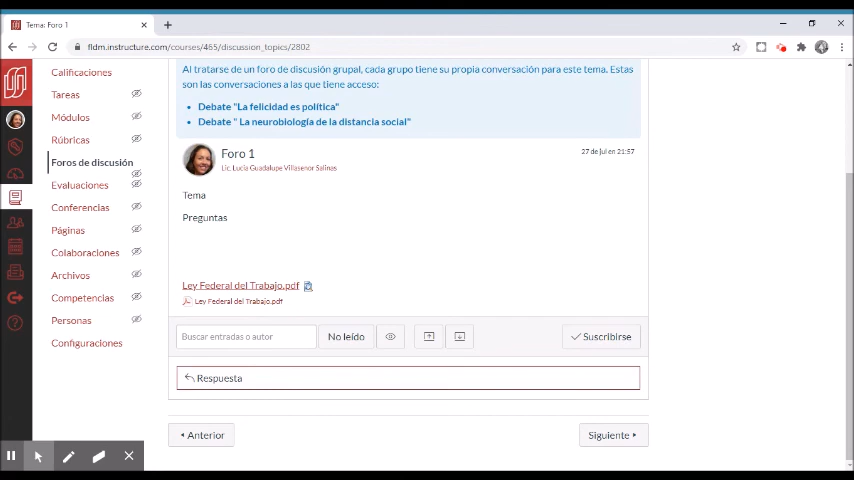 Tema: Foro 1
fldm.instructure.com/courses/465/discussion_topics/2802
Calificaciones
Tareas
Módulos
Rúbricas
Foros de discusión
Evaluaciones
Conferencias
Páginas
Colaboraciones
Archivos
Competencias
Personas
Configuraciones
Al tratarse de un foro de discusión grupal, cada grupo tiene su propia conversación para este tema. Estas
son las conversaciones a las que tiene acceso:
Debate "La felicidad es política"
Debate " La neurobiología de la distancia social"
Foro 1
27 de jul en 21:57
Lic. Lucía Guadalupe Villasenor Salinas
Tema
Preguntas
Ley Federal del Trabajo.pdf
Ley Federal del Trabajo.pdf
Buscar entradas o autor
No leído
Suscribirse
Respuesta
Anterior
Siguiente